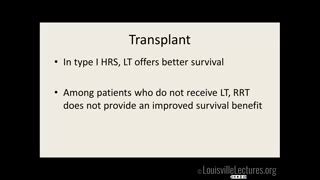 Transplant
• In type I HRS, LT offers better survival
• Among patients who do not receive LT, RRT
does not provide an improved survival benefit
LouisvilleLectures.org